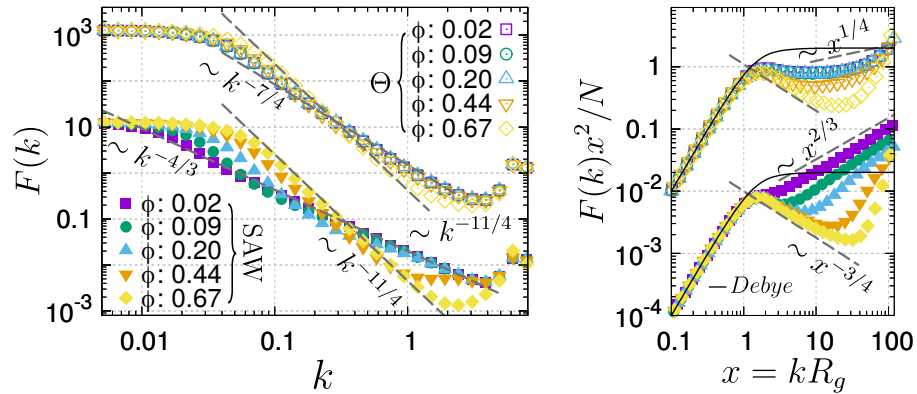 F(k)
10^3
10
0.1
10^-3
0.01
0.1
1
k
Θ
ϕ: 0.02
ϕ: 0.09
ϕ: 0.20
ϕ: 0.44
ϕ: 0.67
~ k^-7/4
~ k^-4/3
~ k^-11/4
~ k^-11/4
ϕ: 0.02
ϕ: 0.09
ϕ: 0.20
ϕ: 0.44
ϕ: 0.67
SAW
F(k)x^2/N
1
0.1
10^-2
10^-3
10^-4
0.1
1
10
100
x = kR_g
~ x^1/4
~ x^2/3
~ x^-3/4
Debye